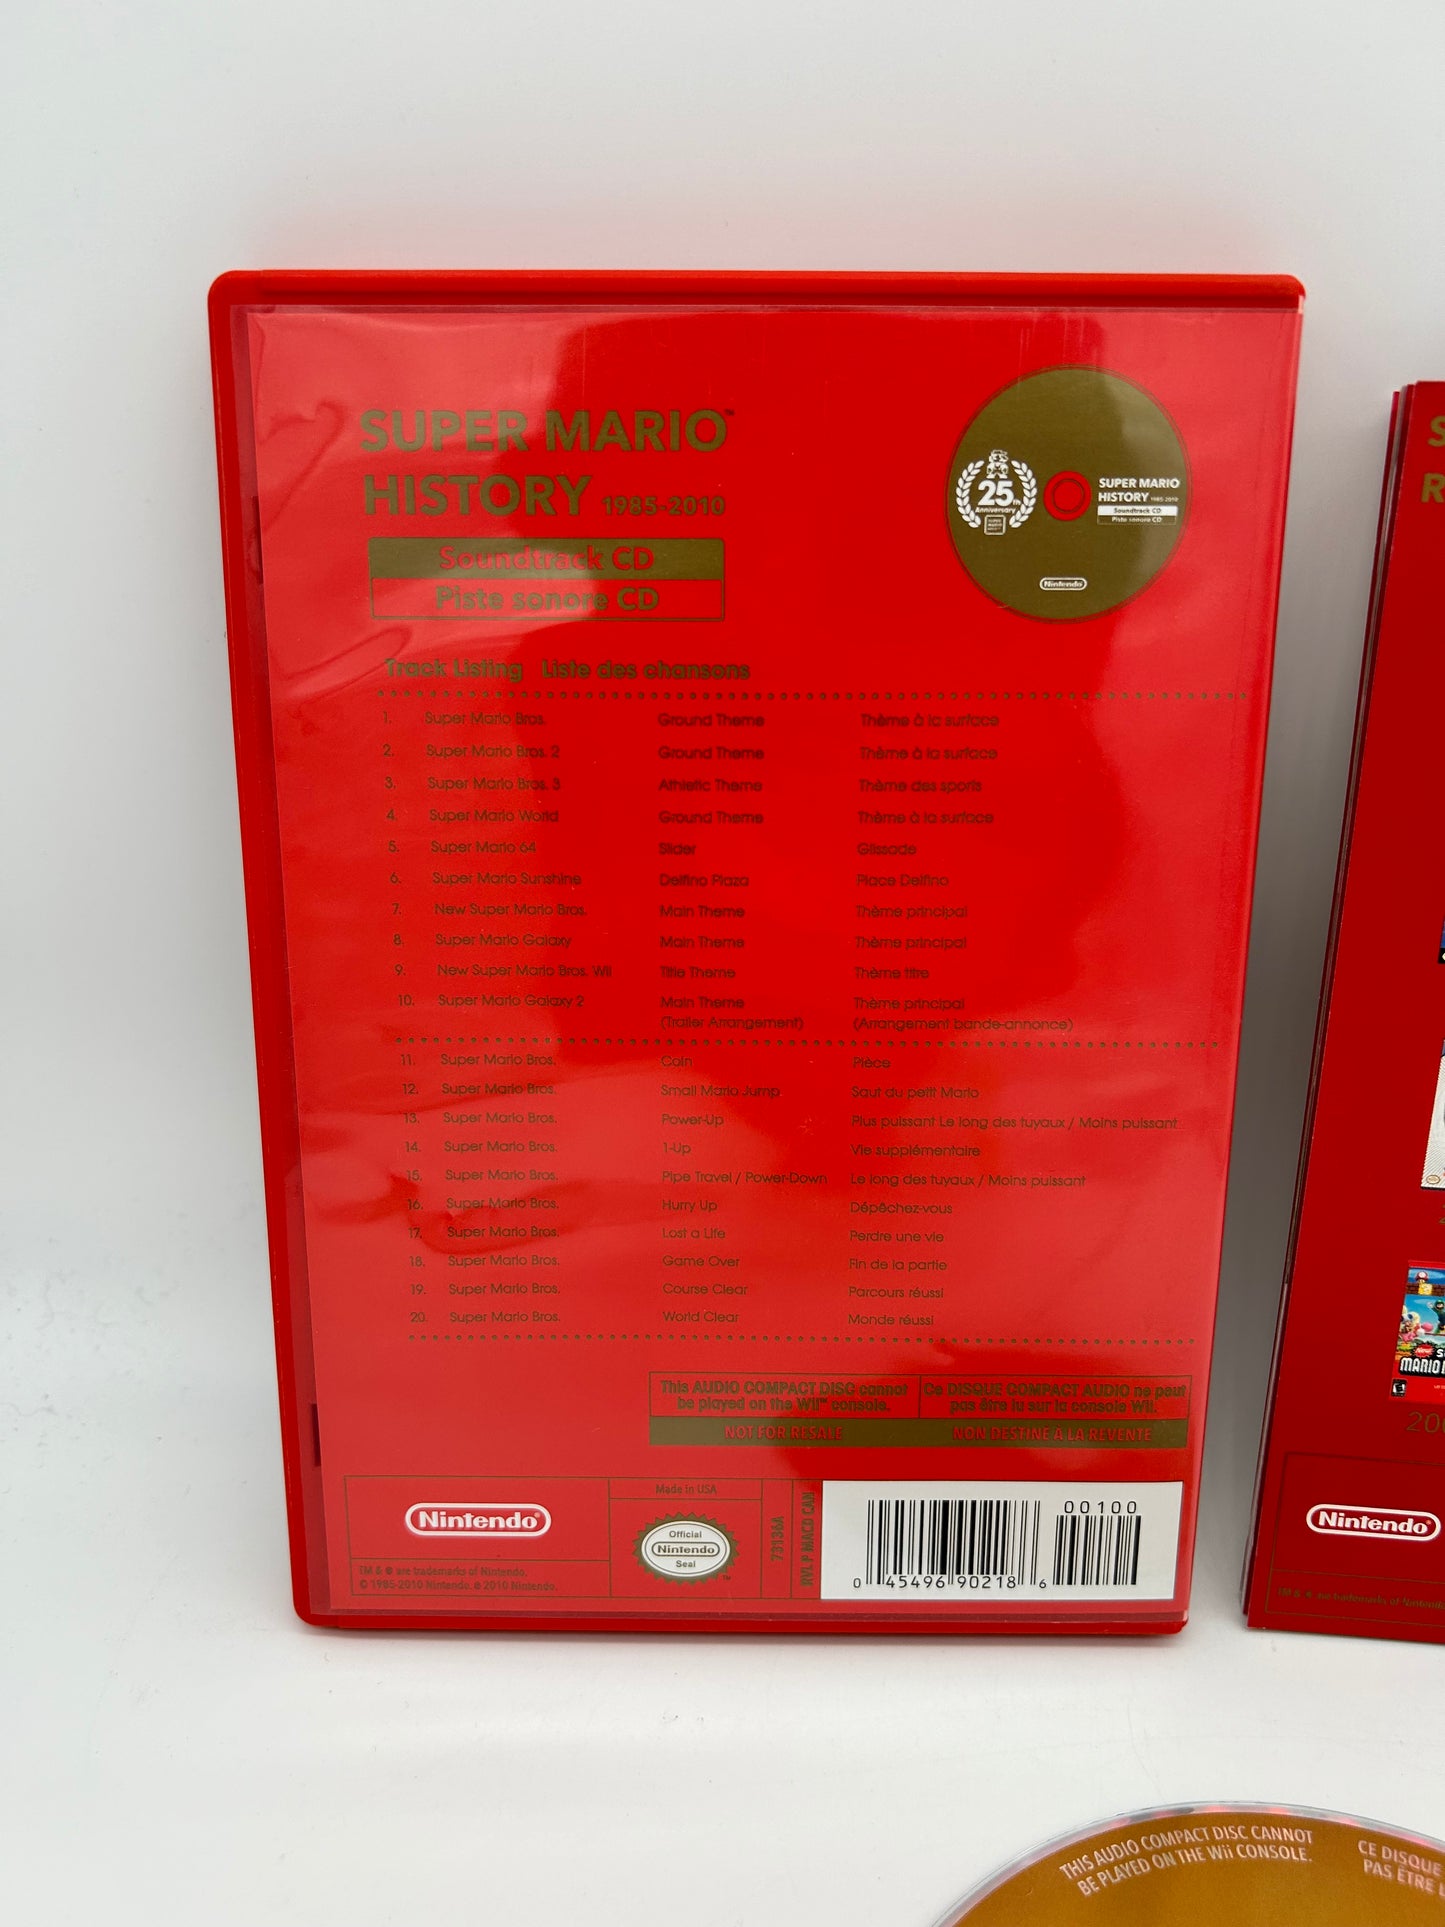 SUPER MARIO™
HISTORY 1985-2010
Soundtrack CD
Piste sonore CD
25th
Anniversary
SUPER MARIO
HISTORY 1985-2010
Soundtrack CD
Piste sonore CD
Nintendo
Track Listing Liste des chansons
1. Super Mario Bros. Ground Theme Thème à la surface
2. Super Mario Bros. 2 Ground Theme Thème à la surface
3. Super Mario Bros. 3 Athletic Theme Thème des sports
4. Super Mario World Ground Theme Thème à la surface
5. Super Mario 64 Slider Glissade
6. Super Mario Sunshine Delfino Plaza Place Delfino
7. New Super Mario Bros. Main Theme Thème principal
8. Super Mario Galaxy Main Theme Thème principal
9. New Super Mario Bros. Wii Title Theme Thème titre
10. Super Mario Galaxy 2 Main Theme Thème principal
(Trailer Arrangement) (Arrangement bande-annonce)
11. Super Mario Bros. Coin Pièce
12. Super Mario Bros. Small Mario Jump Saut du petit Mario
13. Super Mario Bros. Power-Up Plus puissant Le long des tuyaux / Moins puissant
14. Super Mario Bros. 1-Up Vie supplémentaire
15. Super Mario Bros. Pipe Travel / Power-Down Le long des tuyaux / Moins puissant
16. Super Mario Bros. Hurry Up Dépêchez-vous
17. Super Mario Bros. Lost a Life Perdre une vie
18. Super Mario Bros. Game Over Fin de la partie
19. Super Mario Bros. Course Clear Parcours réussi
20. Super Mario Bros. World Clear Monde réussi
This AUDIO COMPACT DISC cannot
be played on the Wii™ console.
Ce DISQUE COMPACT AUDIO ne peut
pas être lu sur la console Wii.
NOT FOR RESALE
NON DESTINÉ À LA REVENTE
Nintendo®
TM & ® are trademarks of Nintendo.
© 1985-2010 Nintendo. © 2010 Nintendo.
Made in USA
Official
Nintendo
Seal
™
73136A
RVL P MACD CAN
00100
0 45496 90218 6
S
R
MARIO
20
Nintendo
TM & ® are trademarks of Nintendo
THIS AUDIO COMPACT DISC CANNOT
BE PLAYED ON THE Wii CONSOLE.
CE DISQUE
PAS ÊTRE L